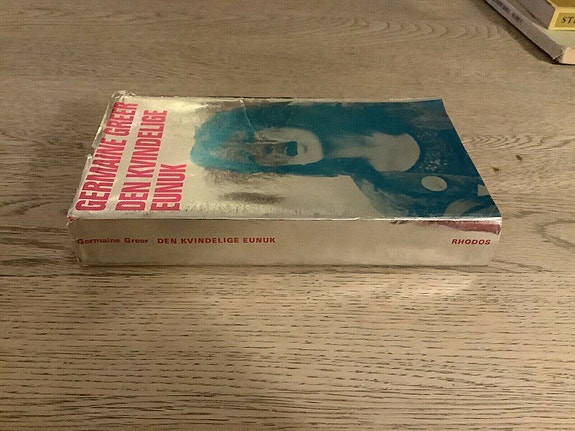 GERMAINE GREER
DEN KVINDELIGE
EUNUK
Germaine Greer DEN KVINDELIGE EUNUK RHODOS